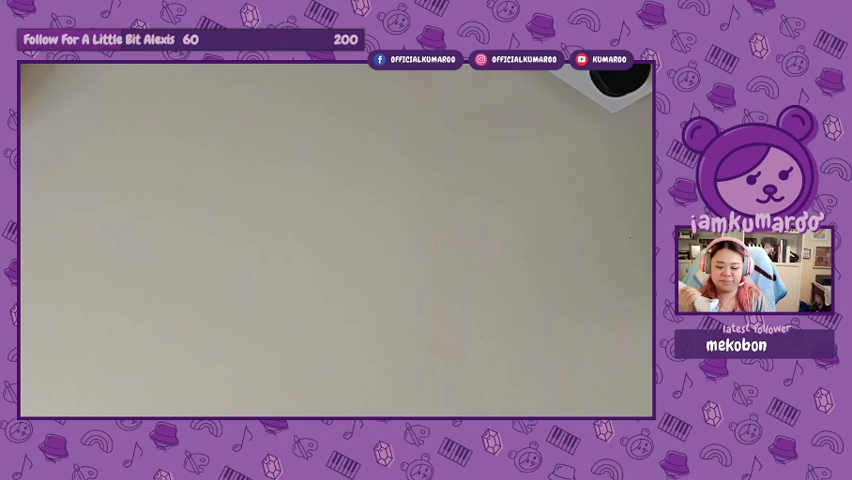 Follow For A Little Bit Alexis 60 200
OFFICIALKUMAROO OFFICIALKUMAROO KUMAROO
iamkumaroo
latest follower
mekobon